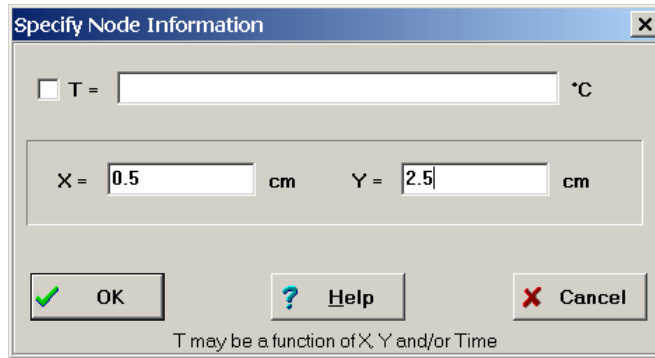 Specify Node Information
T = °C
X = 0.5 cm Y = 2.5 cm
OK Help Cancel
T may be a function of X, Y and/or Time